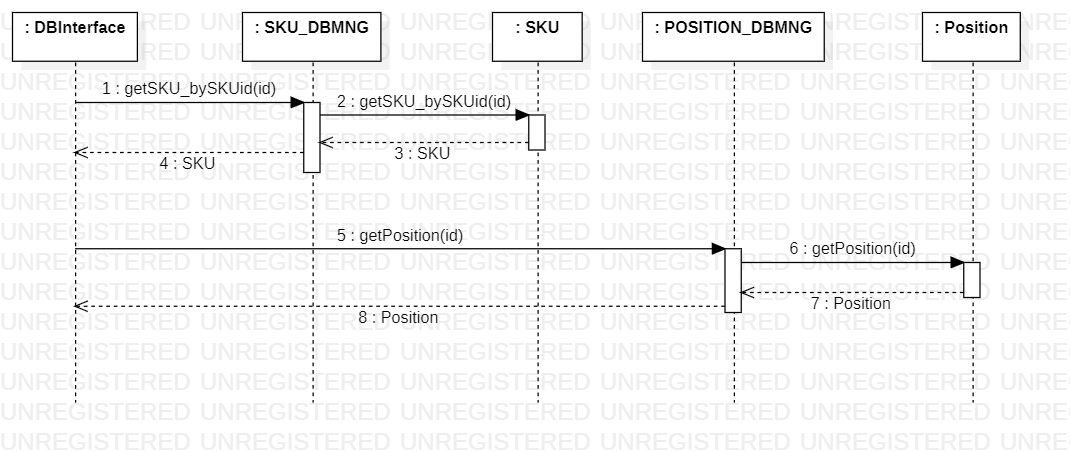 : DBInterface
: SKU_DBMNG
: SKU
: POSITION_DBMNG
: Position
1 : getSKU_bySKUid(id)
2 : getSKU_bySKUid(id)
3 : SKU
4 : SKU
5 : getPosition(id)
6 : getPosition(id)
7 : Position
8 : Position
UNREGISTERED UNREGISTERED UNREGISTERED UNREGISTERED UNREGISTERED